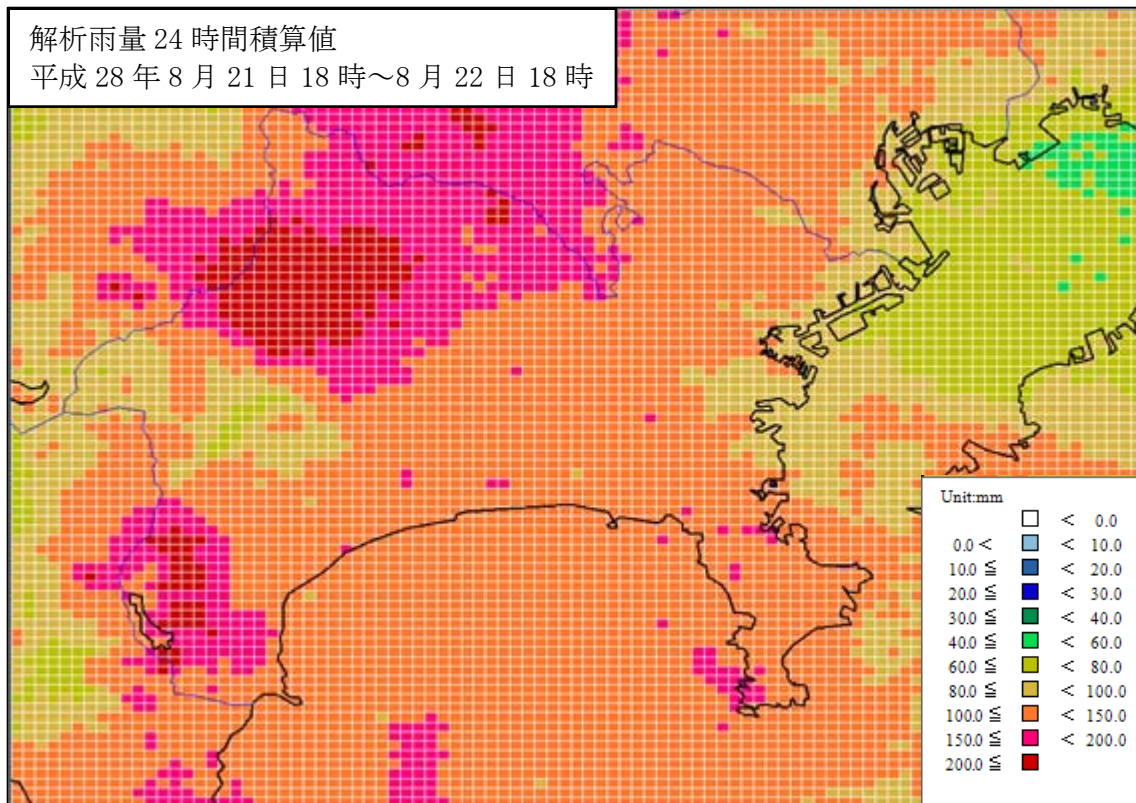 解析雨量 24 時間積算値
平成 28 年 8 月 21 日 18 時～8 月 22 日 18 時
Unit:mm
< 0.0
0.0 < < 10.0
10.0 ≦ < 20.0
20.0 ≦ < 30.0
30.0 ≦ < 40.0
40.0 ≦ < 60.0
60.0 ≦ < 80.0
80.0 ≦ < 100.0
100.0 ≦ < 150.0
150.0 ≦ < 200.0
200.0 ≦